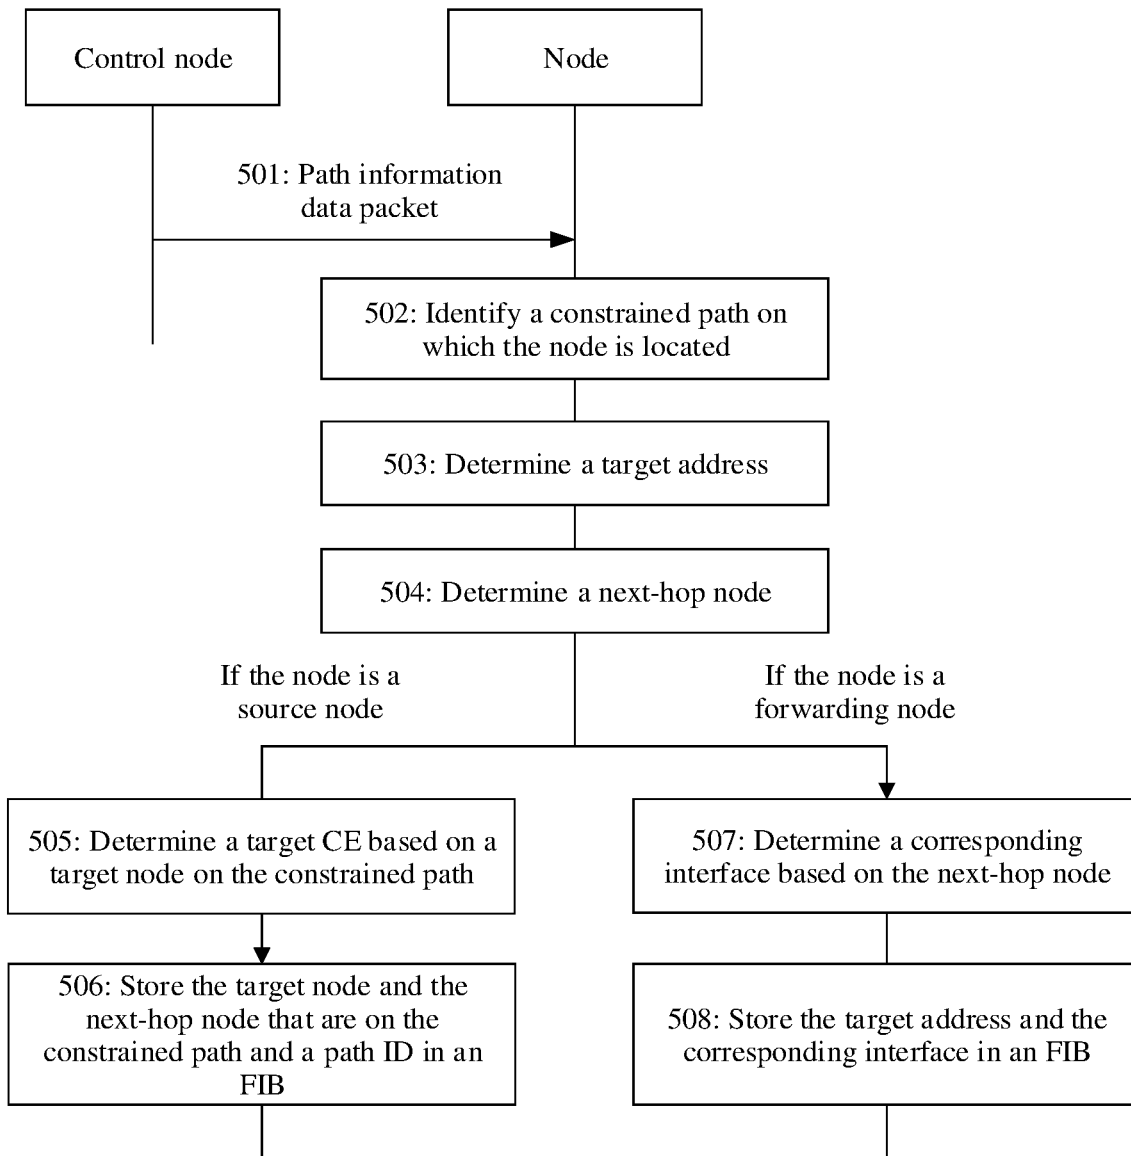 Control node
Node
501: Path information
data packet
502: Identify a constrained path on
which the node is located
503: Determine a target address
504: Determine a next-hop node
If the node is a
source node
If the node is a
forwarding node
505: Determine a target CE based on a
target node on the constrained path
507: Determine a corresponding
interface based on the next-hop node
506: Store the target node and the
next-hop node that are on the
constrained path and a path ID in an
FIB
508: Store the target address and the
corresponding interface in an FIB